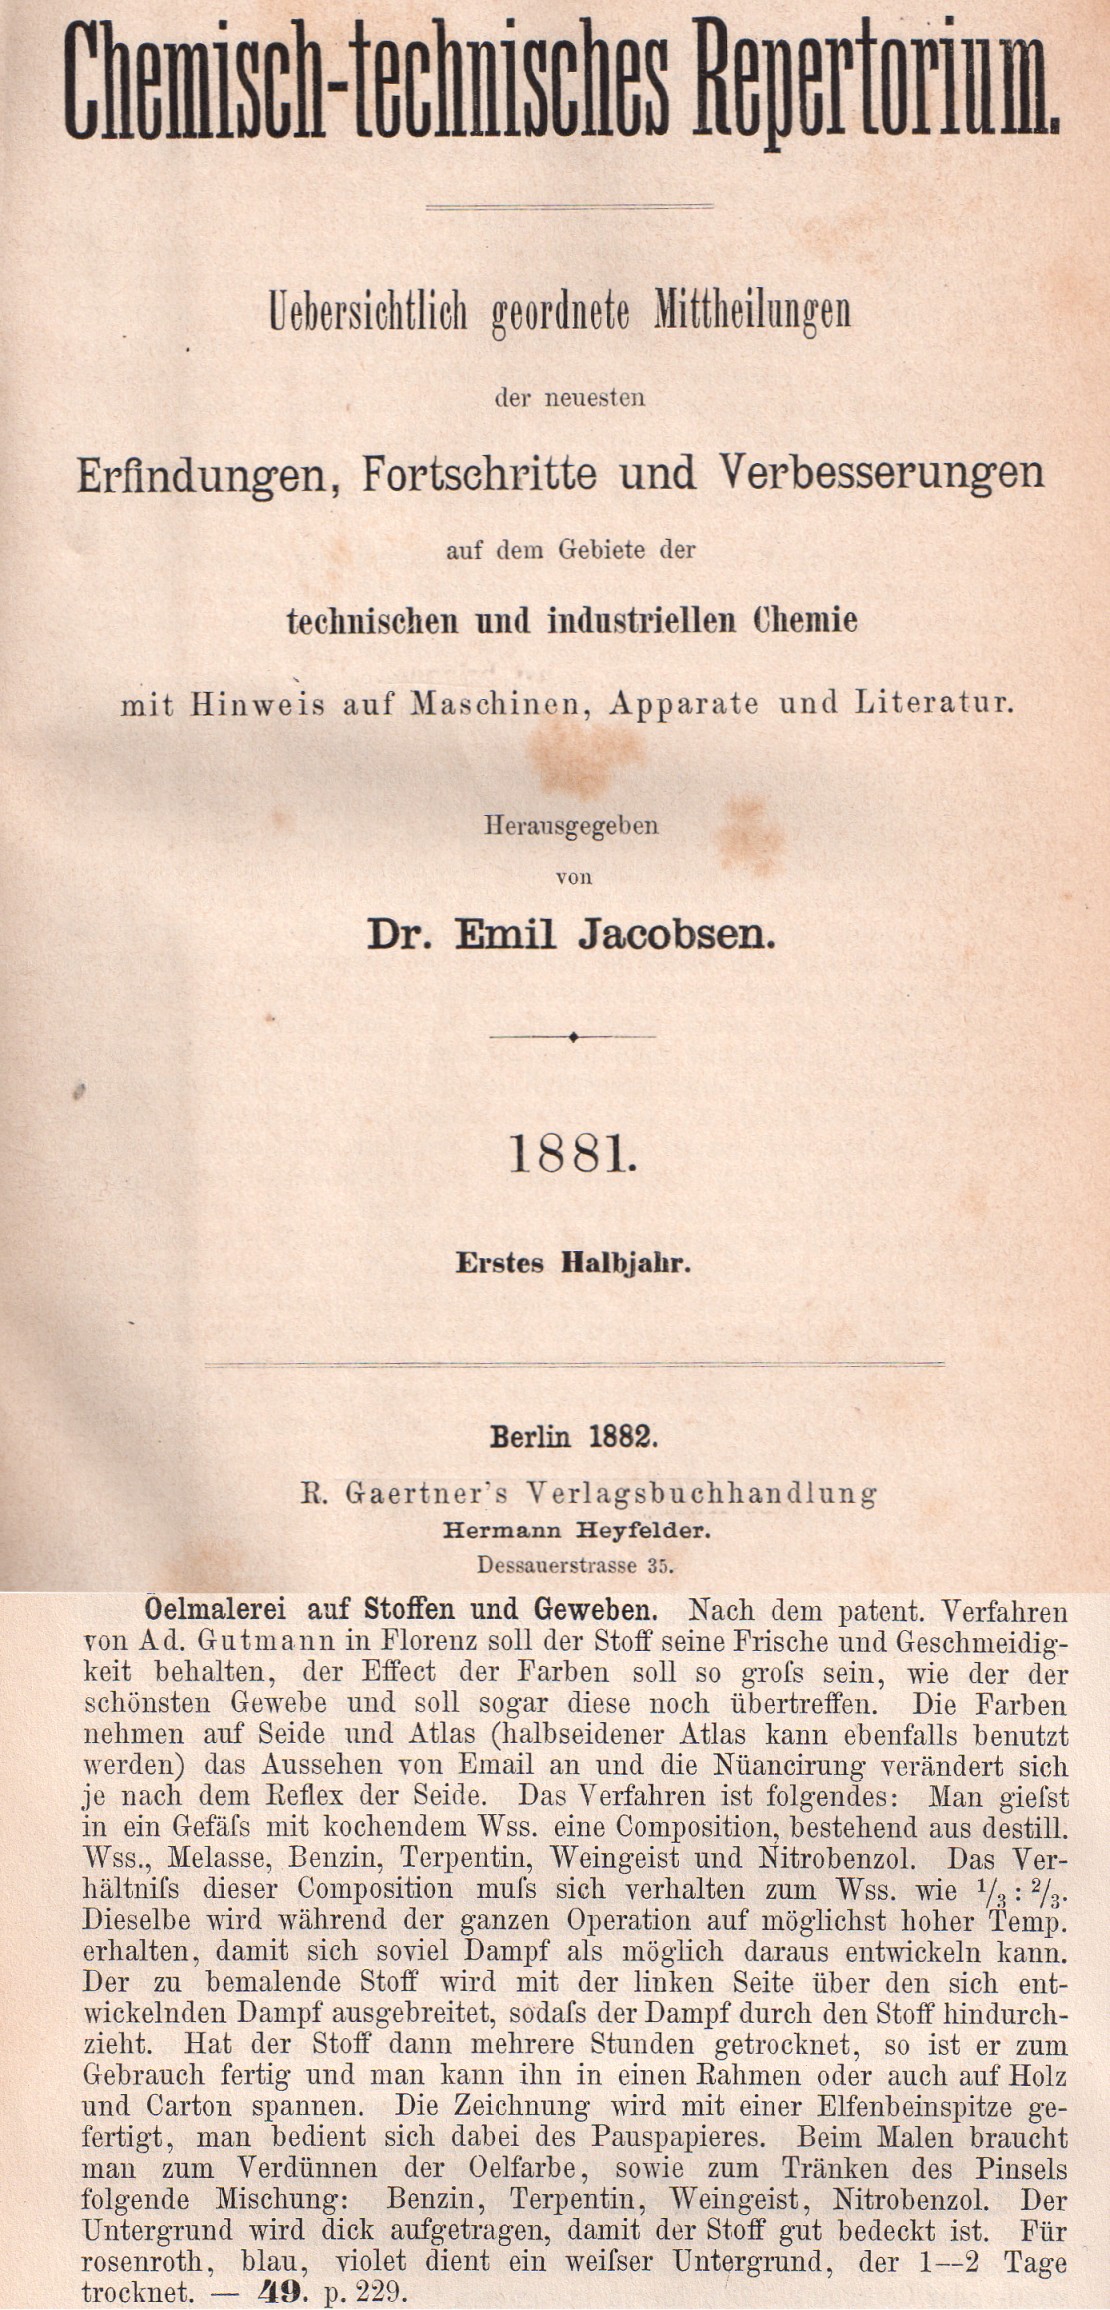 Chemisch-technisches Repertorium.
Uebersichtlich geordnete Mittheilungen
der neuesten
Erfindungen, Fortschritte und Verbesserungen
auf dem Gebiete der
technischen und industriellen Chemie
mit Hinweis auf Maschinen, Apparate und Literatur.
Herausgegeben
von
Dr. Emil Jacobsen.
1881.
Erstes Halbjahr.
Berlin 1882.
R. Gaertner's Verlagsbuchhandlung
Hermann Heyfelder.
Dessauerstrasse 35.
Oelmalerei auf Stoffen und Geweben. Nach dem patent. Verfahren
von Ad. Gutmann in Florenz soll der Stoff seine Frische und Geschmeidig-
keit behalten, der Effect der Farben soll so groſs sein, wie der der
schönsten Gewebe und soll sogar diese noch übertreffen. Die Farben
nehmen auf Seide und Atlas (halbseidener Atlas kann ebenfalls benutzt
werden) das Aussehen von Email an und die Nüancirung verändert sich
je nach dem Reflex der Seide. Das Verfahren ist folgendes: Man gieſst
in ein Gefäſs mit kochendem Wss. eine Composition, bestehend aus destill.
Wss., Melasse, Benzin, Terpentin, Weingeist und Nitrobenzol. Das Ver-
hältniſs dieser Composition muſs sich verhalten zum Wss. wie 1/3 : 2/3.
Dieselbe wird während der ganzen Operation auf möglichst hoher Temp.
erhalten, damit sich soviel Dampf als möglich daraus entwickeln kann.
Der zu bemalende Stoff wird mit der linken Seite über den sich ent-
wickelnden Dampf ausgebreitet, sodaſs der Dampf durch den Stoff hindurch-
zieht. Hat der Stoff dann mehrere Stunden getrocknet, so ist er zum
Gebrauch fertig und man kann ihn in einen Rahmen oder auch auf Holz
und Carton spannen. Die Zeichnung wird mit einer Elfenbeinspitze ge-
fertigt, man bedient sich dabei des Pauspapieres. Beim Malen braucht
man zum Verdünnen der Oelfarbe, sowie zum Tränken des Pinsels
folgende Mischung: Benzin, Terpentin, Weingeist, Nitrobenzol. Der
Untergrund wird dick aufgetragen, damit der Stoff gut bedeckt ist. Für
rosenroth, blau, violet dient ein weiſser Untergrund, der 1—2 Tage
trocknet. — 49. p. 229.